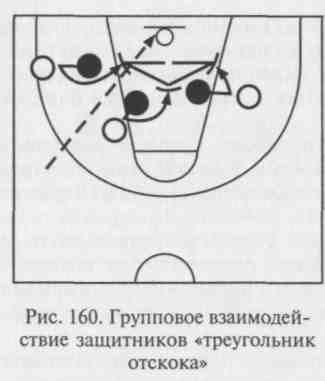 Рис. 160. Групповое взаимодей-
ствие защитников «треугольник
отскока»